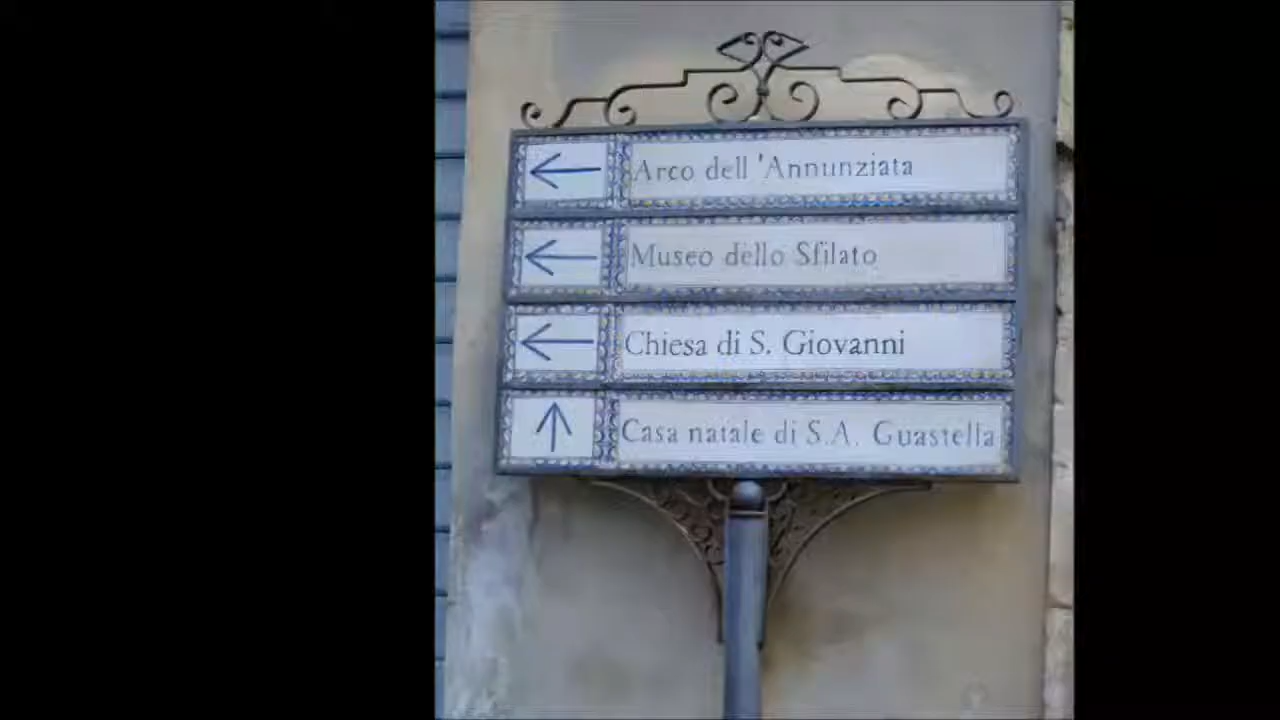 Arco dell 'Annunziata
Museo dello Sfilato
Chiesa di S. Giovanni
Casa natale di S.A. Guastella